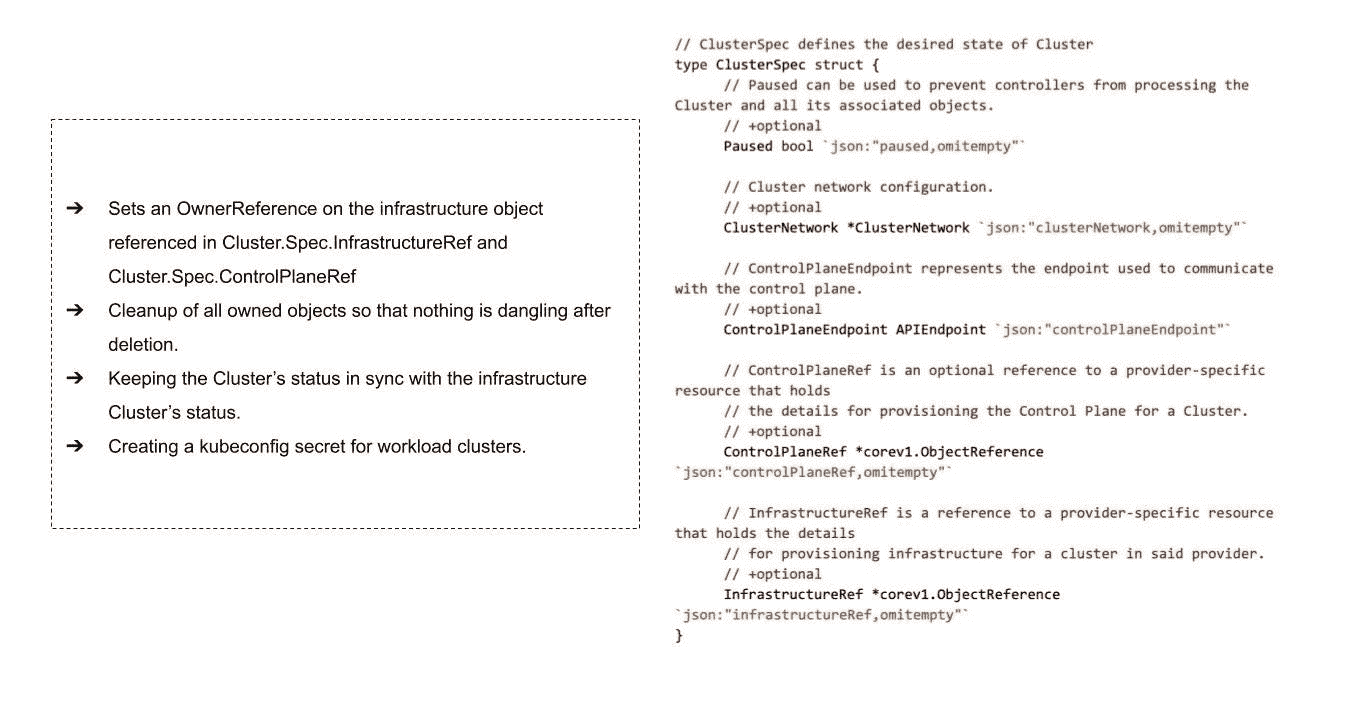 ➔ Sets an OwnerReference on the infrastructure object
referenced in Cluster.Spec.InfrastructureRef and
Cluster.Spec.ControlPlaneRef
➔ Cleanup of all owned objects so that nothing is dangling after
deletion.
➔ Keeping the Cluster’s status in sync with the infrastructure
Cluster’s status.
➔ Creating a kubeconfig secret for workload clusters.
// ClusterSpec defines the desired state of Cluster
type ClusterSpec struct {
// Paused can be used to prevent controllers from processing the
Cluster and all its associated objects.
// +optional
Paused bool `json:"paused,omitempty"`
// Cluster network configuration.
// +optional
ClusterNetwork *ClusterNetwork `json:"clusterNetwork,omitempty"`
// ControlPlaneEndpoint represents the endpoint used to communicate
with the control plane.
// +optional
ControlPlaneEndpoint APIEndpoint `json:"controlPlaneEndpoint"`
// ControlPlaneRef is an optional reference to a provider-specific
resource that holds
// the details for provisioning the Control Plane for a Cluster.
// +optional
ControlPlaneRef *corev1.ObjectReference
`json:"controlPlaneRef,omitempty"`
// InfrastructureRef is a reference to a provider-specific resource
that holds the details
// for provisioning infrastructure for a cluster in said provider.
// +optional
InfrastructureRef *corev1.ObjectReference
`json:"infrastructureRef,omitempty"`
}